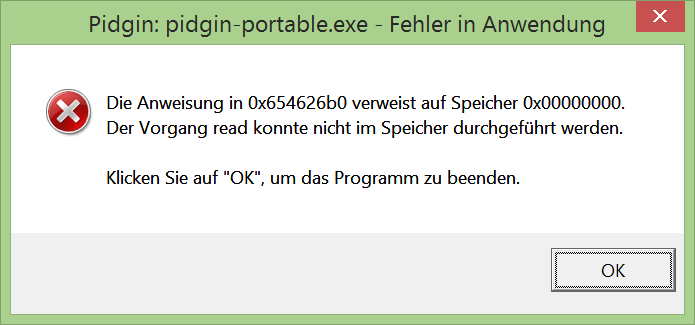 Pidgin: pidgin-portable.exe - Fehler in Anwendung
Die Anweisung in 0x654626b0 verweist auf Speicher 0x00000000.
Der Vorgang read konnte nicht im Speicher durchgeführt werden.
Klicken Sie auf "OK", um das Programm zu beenden.
OK